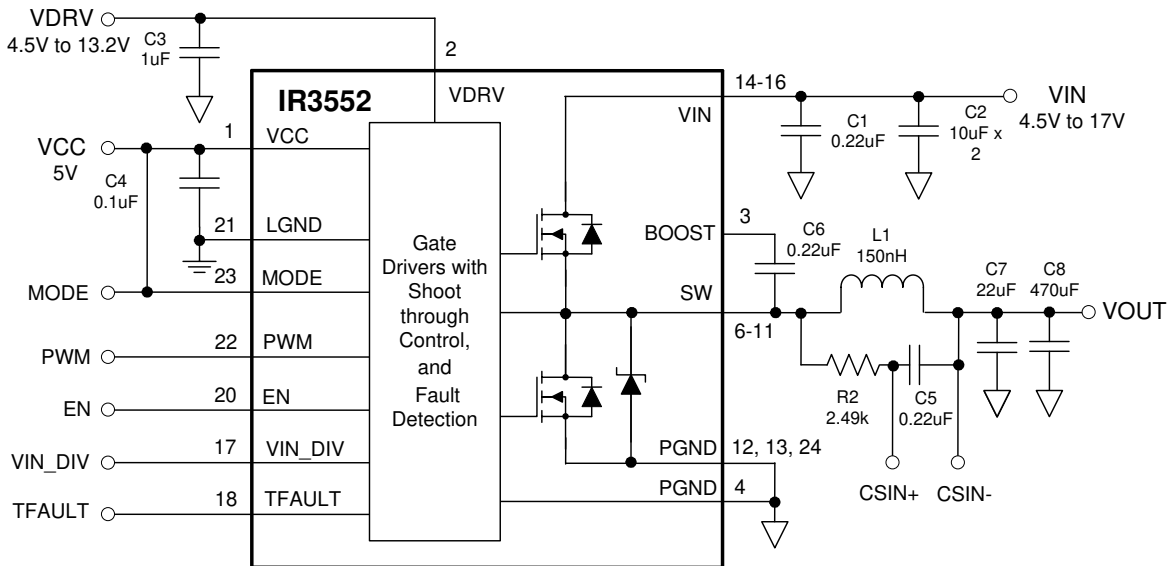 VDRV
4.5V to 13.2V
C3
1uF
2
IR3552
VDRV
14-16
VIN
VIN
4.5V to 17V
C1
0.22uF
C2
10uF x
2
1
VCC
VCC
5V
C4
0.1uF
21
LGND
23
MODE
MODE
22
PWM
PWM
20
EN
EN
17
VIN_DIV
VIN_DIV
18
TFAULT
TFAULT
Gate
Drivers with
Shoot
through
Control,
and
Fault
Detection
BOOST
3
C6
0.22uF
SW
6-11
L1
150nH
R2
2.49k
C5
0.22uF
C7
22uF
C8
470uF
VOUT
CSIN+
CSIN-
PGND
12, 13, 24
PGND
4